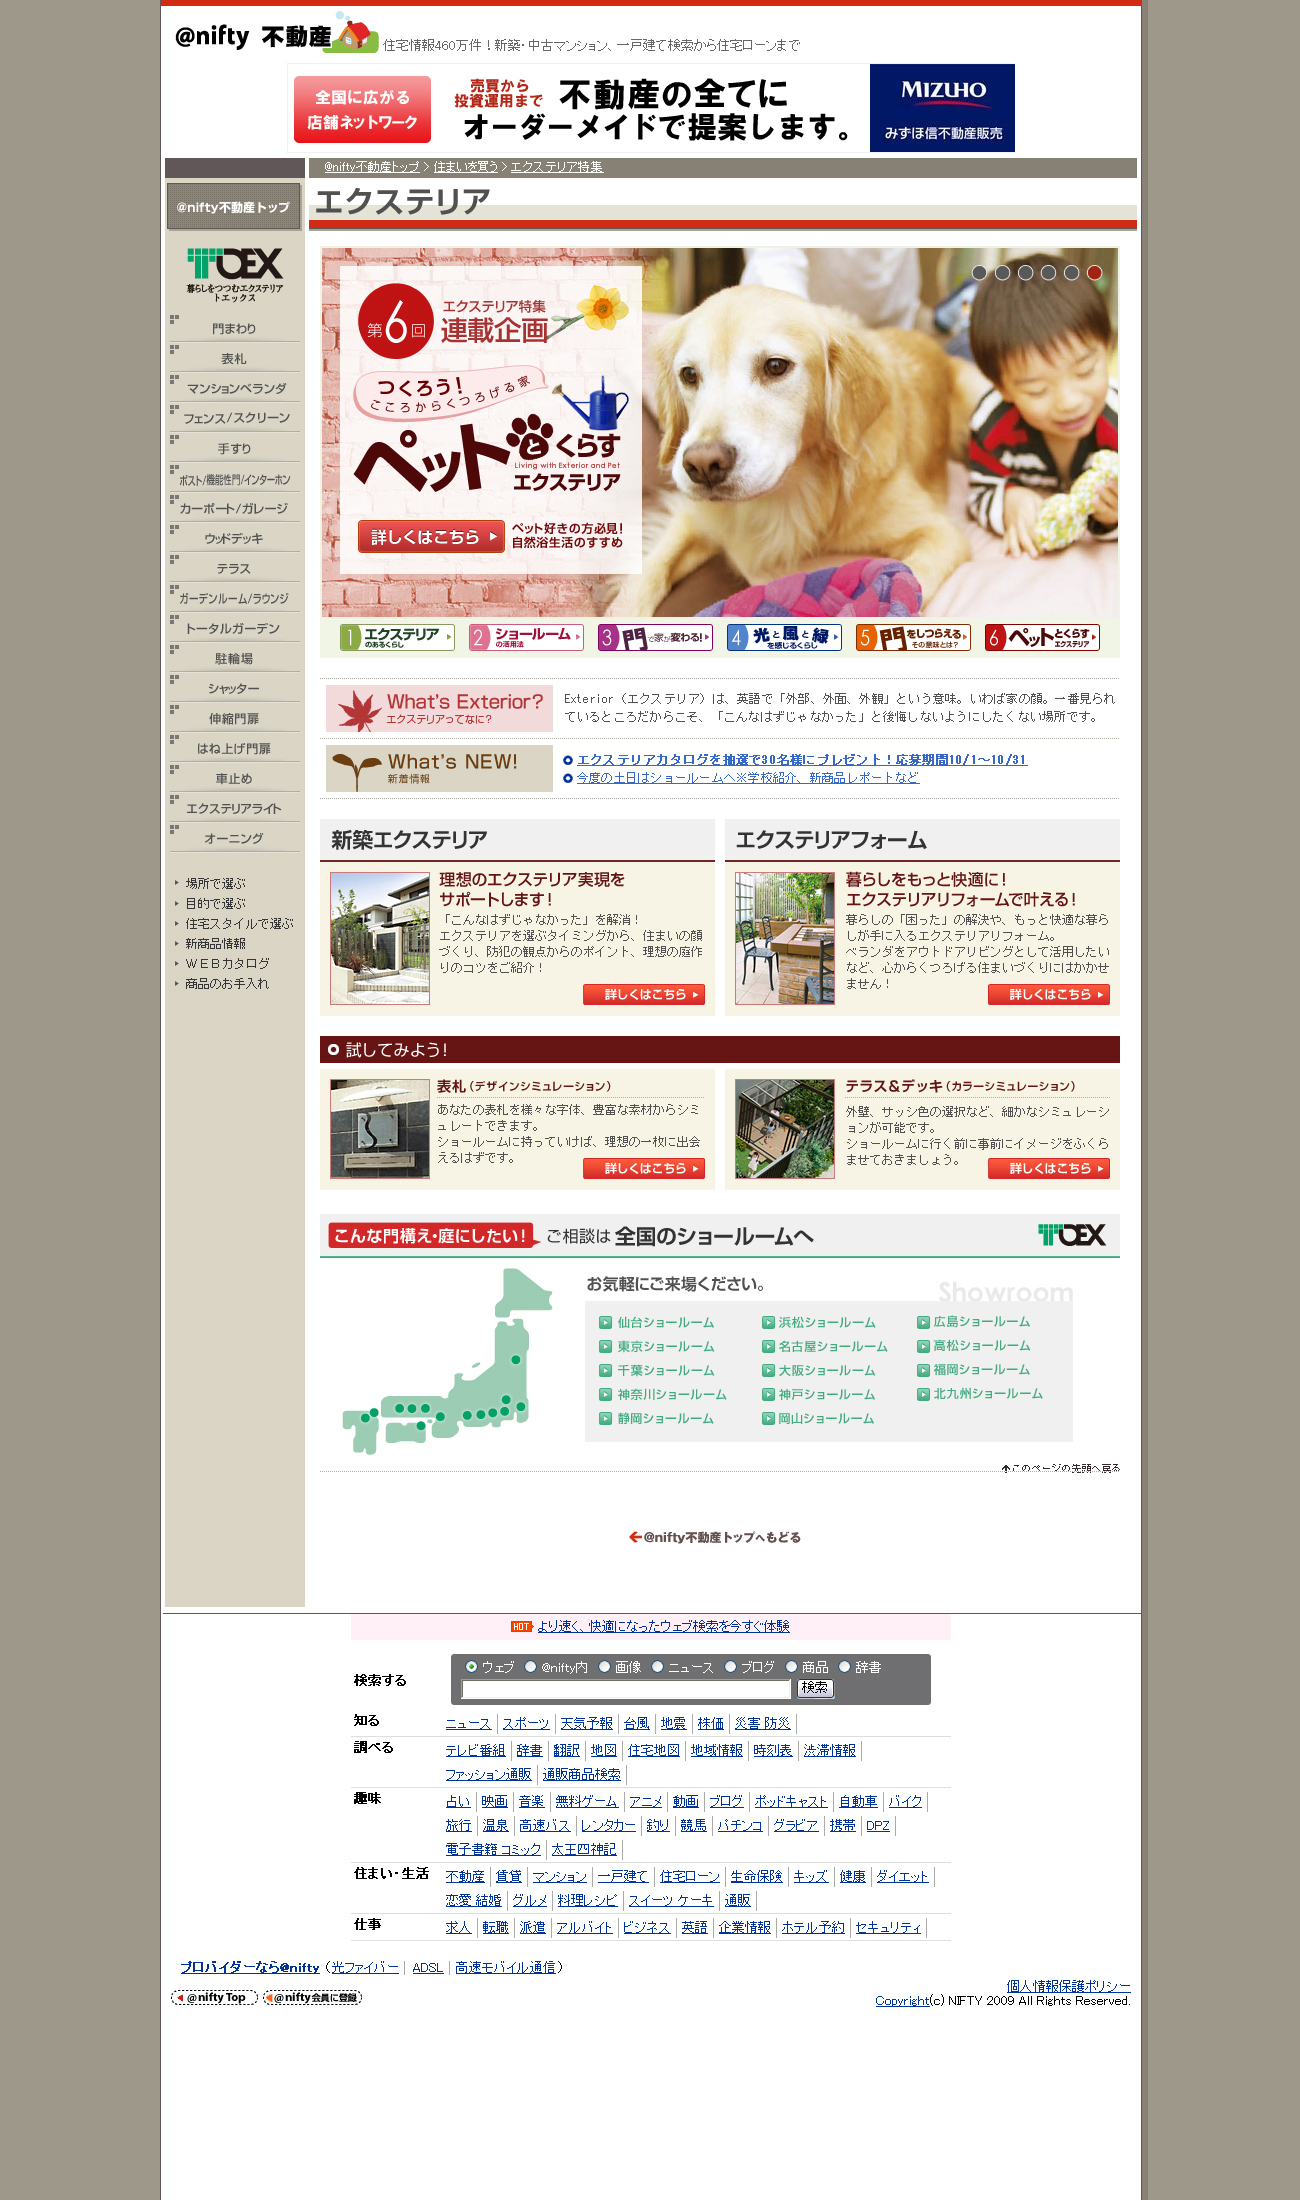 @nifty 不動産 住宅情報460万件！新築・中古マンション、一戸建て検索から住宅ローンまで
全国に広がる
店舗ネットワーク
売買から
投資運用まで
不動産の全てに
オーダーメイドで提案します。
MIZUHO
みずほ信不動産販売
@nifty不動産トップ > 住まいを買う > エクステリア特集
@nifty不動産トップ
エクステリア
TOEX
暮らしをつつむエクステリア
トエックス
門まわり
表札
マンションベランダ
フェンス/スクリーン
手すり
ポスト/機能性門/インターホン
カーポート/ガレージ
ウッドデッキ
テラス
ガーデンルーム/ラウンジ
トータルガーデン
駐輪場
シャッター
伸縮門扉
はね上げ門扉
車止め
エクステリアライト
オーニング
場所で選ぶ
目的で選ぶ
住宅スタイルで選ぶ
新商品情報
ＷＥＢカタログ
商品のお手入れ
第6回
エクステリア特集
連載企画
つくろう！
こころからくつろげる家
ペットとくらす
Living with Exterior and Pet
エクステリア
詳しくはこちら
ペット好きの方必見！
自然浴生活のすすめ
1 エクステリアのあるくらし
2 ショールームの活用法
3 門で家が変わる！
4 光と風と緑を感じるくらし
5 門をしつらえる その意味とは？
6 ペットとくらすエクステリア
What's Exterior?
エクステリアってなに？
Exterior（エクステリア）は、英語で「外部、外面、外観」という意味。いわば家の顔。一番見られ
ているところだからこそ、「こんなはずじゃなかった」と後悔しないようにしたくない場所です。
What's NEW!
新着情報
エクステリアカタログを抽選で30名様にプレゼント！応募期間10/1～10/31
今度の土日はショールームへ※学校紹介、新商品レポートなど
新築エクステリア
理想のエクステリア実現を
サポートします！
「こんなはずじゃなかった」を解消！
エクステリアを選ぶタイミングから、住まいの顔
づくり、防犯の観点からのポイント、理想の庭作
りのコツをご紹介！
詳しくはこちら
エクステリアフォーム
暮らしをもっと快適に！
エクステリアリフォームで叶える！
暮らしの「困った」の解決や、もっと快適な暮ら
しが手に入るエクステリアリフォーム。
ベランダをアウトドアリビングとして活用したい
など、心からくつろげる住まいづくりにはかかせ
ません！
詳しくはこちら
試してみよう！
表札（デザインシミュレーション）
あなたの表札を様々な字体、豊富な素材からシミ
ュレートできます。
ショールームに持っていけば、理想の一枚に出会
えるはずです。
詳しくはこちら
テラス＆デッキ（カラーシミュレーション）
外壁、サッシ色の選択など、細かなシミュレーシ
ョンが可能です。
ショールームに行く前に事前にイメージをふくら
ませておきましょう。
詳しくはこちら
こんな門構え・庭にしたい！ ご相談は 全国のショールームへ
TOEX
お気軽にご来場ください。
Showroom
仙台ショールーム 浜松ショールーム 広島ショールーム
東京ショールーム 名古屋ショールーム 高松ショールーム
千葉ショールーム 大阪ショールーム 福岡ショールーム
神奈川ショールーム 神戸ショールーム 北九州ショールーム
静岡ショールーム 岡山ショールーム
↑このページの先頭へ戻る
@nifty不動産トップへもどる
HOT より速く、快適になったウェブ検索を今すぐ体験
検索する ウェブ @nifty内 画像 ニュース ブログ 商品 辞書
検索
知る ニュース スポーツ 天気予報 台風 地震 株価 災害 防災
調べる テレビ番組 辞書 翻訳 地図 住宅地図 地域情報 時刻表 渋滞情報
ファッション通販 通販商品検索
趣味 占い 映画 音楽 無料ゲーム アニメ 動画 ブログ ポッドキャスト 自動車 バイク
旅行 温泉 高速バス レンタカー 釣り 競馬 パチンコ グラビア 携帯 DPZ
電子書籍 コミック 太王四神記
住まい・生活 不動産 賃貸 マンション 一戸建て 住宅ローン 生命保険 キッズ 健康 ダイエット
恋愛 結婚 グルメ 料理レシピ スイーツ ケーキ 通販
仕事 求人 転職 派遣 アルバイト ビジネス 英語 企業情報 ホテル予約 セキュリティ
プロバイダーなら@nifty（光ファイバー ADSL 高速モバイル通信）
@nifty Top @nifty会員に登録
個人情報保護ポリシー
Copyright(c) NIFTY 2009 All Rights Reserved.